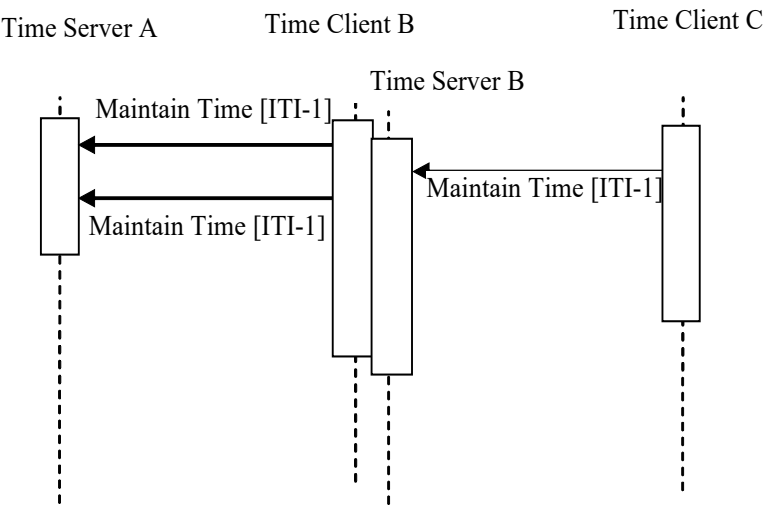 Time Server A
Time Client B
Time Client C
Time Server B
Maintain Time [ITI-1]
Maintain Time [ITI-1]
Maintain Time [ITI-1]